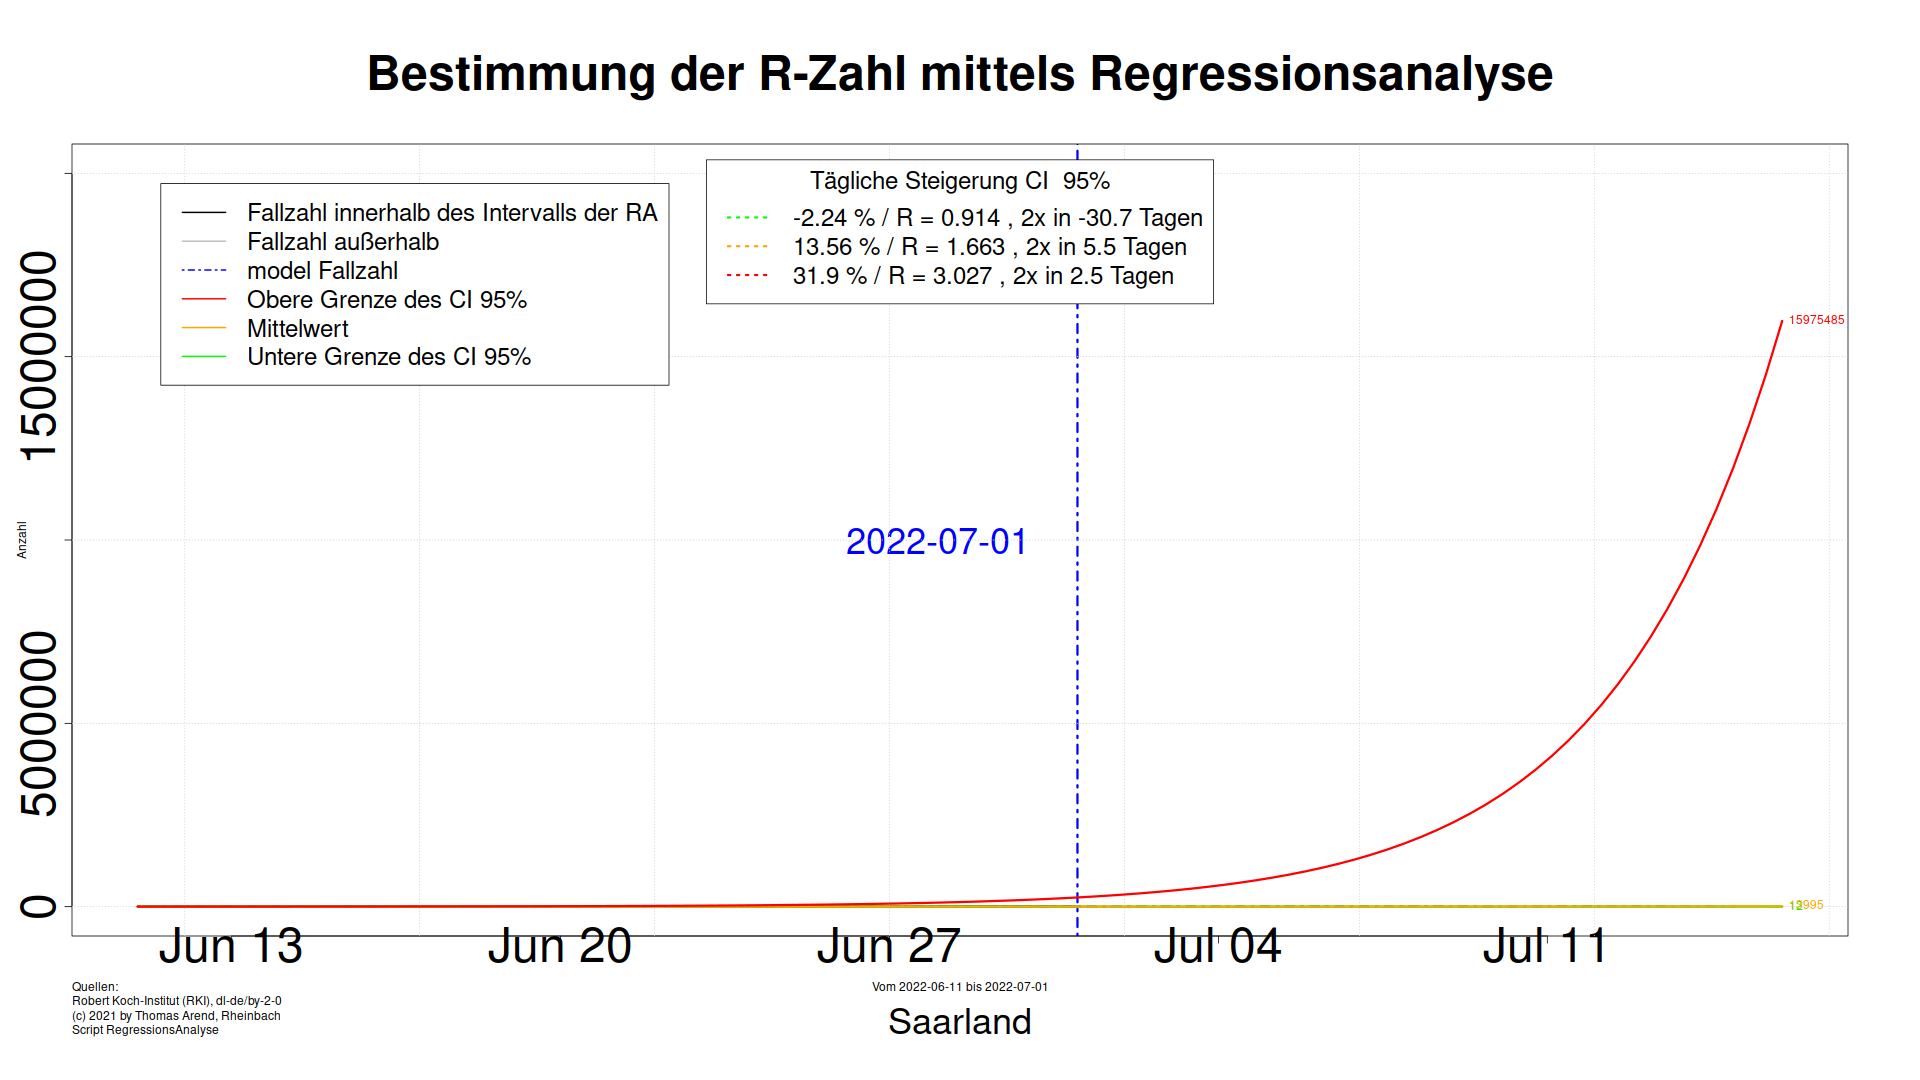 Bestimmung der R-Zahl mittels Regressionsanalyse
Fallzahl innerhalb des Intervalls der RA
Fallzahl außerhalb
model Fallzahl
Obere Grenze des CI 95%
Mittelwert
Untere Grenze des CI 95%
Tägliche Steigerung CI 95%
-2.24 % / R = 0.914 , 2x in -30.7 Tagen
13.56 % / R = 1.663 , 2x in 5.5 Tagen
31.9 % / R = 3.027 , 2x in 2.5 Tagen
15000000
5000000
0
Anzahl
2022-07-01
15975485
Jun 13
Jun 20
Jun 27
Jul 04
Jul 11
Quellen:
Robert Koch-Institut (RKI), dl-de/by-2-0
(c) 2021 by Thomas Arend, Rheinbach
Script RegressionsAnalyse
Vom 2022-06-11 bis 2022-07-01
Saarland